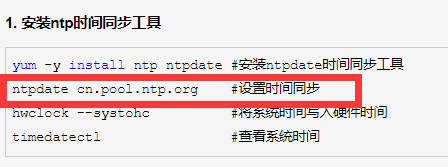 1. 安装ntp时间同步工具
yum -y install ntp ntpdate #安装ntpdate时间同步工具
ntpdate cn.pool.ntp.org #设置时间同步
hwclock --systohc #将系统时间写入硬件时间
timedatectl #查看系统时间